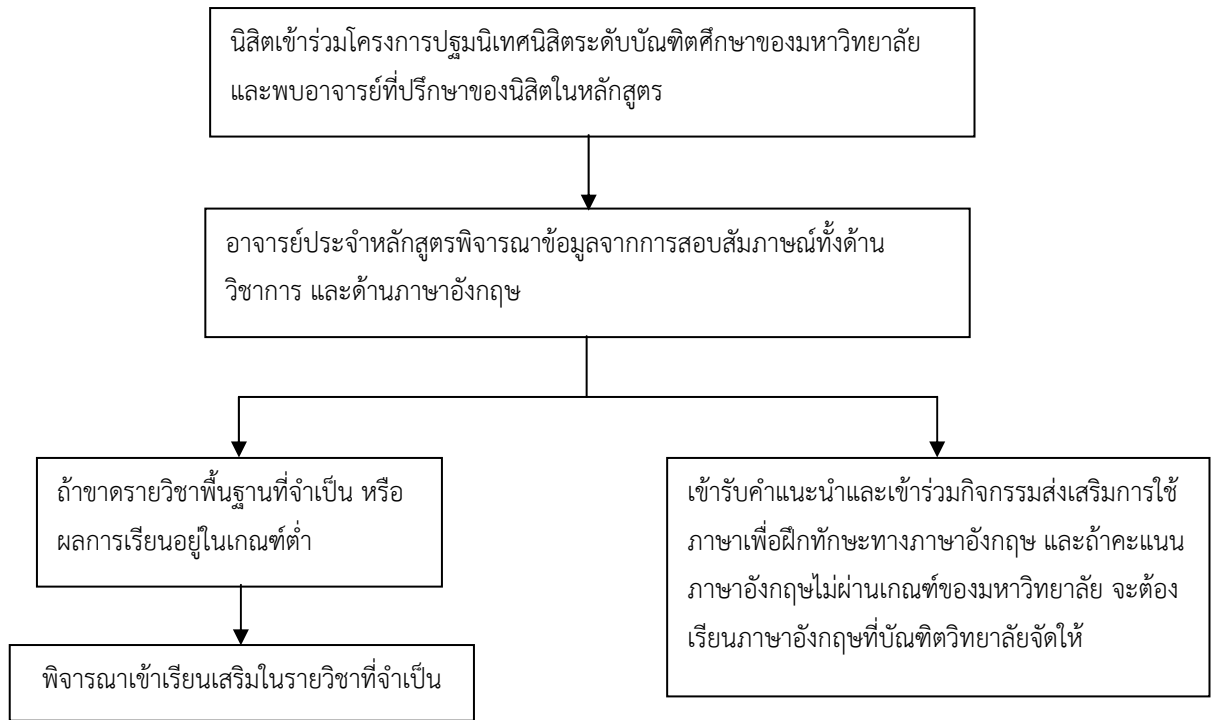 นิสิตเข้าร่วมโครงการปฐมนิเทศนิสิตระดับบัณฑิตศึกษาของมหาวิทยาลัย
และพบอาจารย์ที่ปรึกษาของนิสิตในหลักสูตร
อาจารย์ประจำหลักสูตรพิจารณาข้อมูลจากการสอบสัมภาษณ์ทั้งด้าน
วิชาการ และด้านภาษาอังกฤษ
ถ้าขาดรายวิชาพื้นฐานที่จำเป็น หรือ
ผลการเรียนอยู่ในเกณฑ์ต่ำ
พิจารณาเข้าเรียนเสริมในรายวิชาที่จำเป็น
เข้ารับคำแนะนำและเข้าร่วมกิจกรรมส่งเสริมการใช้
ภาษาเพื่อฝึกทักษะทางภาษาอังกฤษ และถ้าคะแนน
ภาษาอังกฤษไม่ผ่านเกณฑ์ของมหาวิทยาลัย จะต้อง
เรียนภาษาอังกฤษที่บัณฑิตวิทยาลัยจัดให้